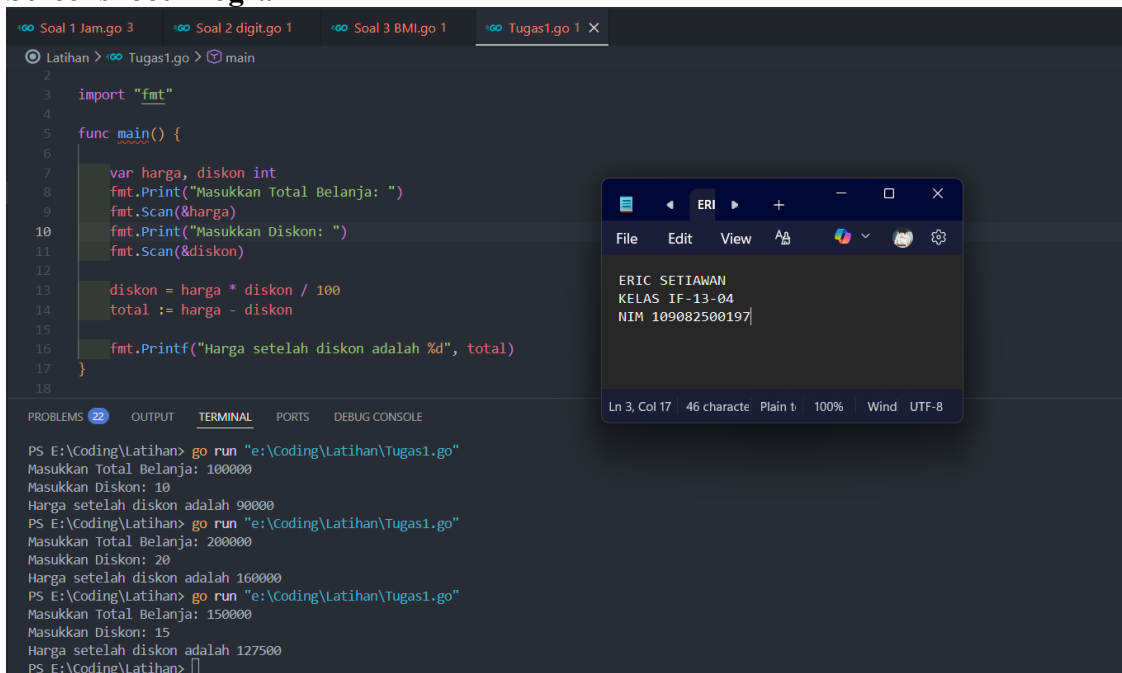 Soal 1 Jam.go 3 Soal 2 digit.go 1 Soal 3 BMI.go 1 Tugas1.go 1
Latihan > Tugas1.go > main
2
3 import "fmt"
4
5 func main() {
6
7 var harga, diskon int
8 fmt.Print("Masukkan Total Belanja: ")
9 fmt.Scan(&harga)
10 fmt.Print("Masukkan Diskon: ")
11 fmt.Scan(&diskon)
12
13 diskon = harga * diskon / 100
14 total := harga - diskon
15
16 fmt.Printf("Harga setelah diskon adalah %d", total)
17 }
18
ERI
File Edit View
ERIC SETIAWAN
KELAS IF-13-04
NIM 109082500197
Ln 3, Col 17 46 characte Plain t 100% Wind UTF-8
PROBLEMS 22 OUTPUT TERMINAL PORTS DEBUG CONSOLE
PS E:\Coding\Latihan> go run "e:\Coding\Latihan\Tugas1.go"
Masukkan Total Belanja: 100000
Masukkan Diskon: 10
Harga setelah diskon adalah 90000
PS E:\Coding\Latihan> go run "e:\Coding\Latihan\Tugas1.go"
Masukkan Total Belanja: 200000
Masukkan Diskon: 20
Harga setelah diskon adalah 160000
PS E:\Coding\Latihan> go run "e:\Coding\Latihan\Tugas1.go"
Masukkan Total Belanja: 150000
Masukkan Diskon: 15
Harga setelah diskon adalah 127500
PS E:\Coding\Latihan>